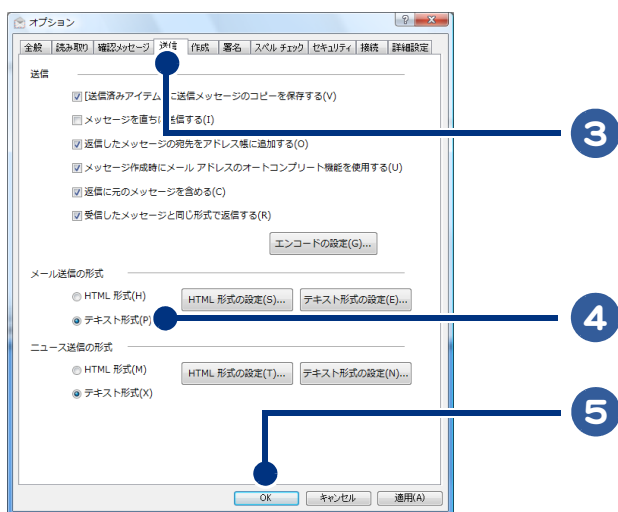 オプション
全般 読み取り 確認メッセージ 送信 作成 署名 スペル チェック セキュリティ 接続 詳細設定
送信
[送信済みアイテム に送信メッセージのコピーを保存する(V)
メッセージを直ちに送信する(I)
3
返信したメッセージの宛先をアドレス帳に追加する(O)
メッセージ作成時にメール アドレスのオートコンプリート機能を使用する(U)
返信に元のメッセージを含める(C)
受信したメッセージと同じ形式で返信する(R)
エンコードの設定(G)...
メール送信の形式
HTML 形式(H) HTML 形式の設定(S)... テキスト形式の設定(E)...
テキスト形式(P)
4
ニュース送信の形式
HTML 形式(M) HTML 形式の設定(T)... テキスト形式の設定(N)...
テキスト形式(X)
5
OK キャンセル 適用(A)